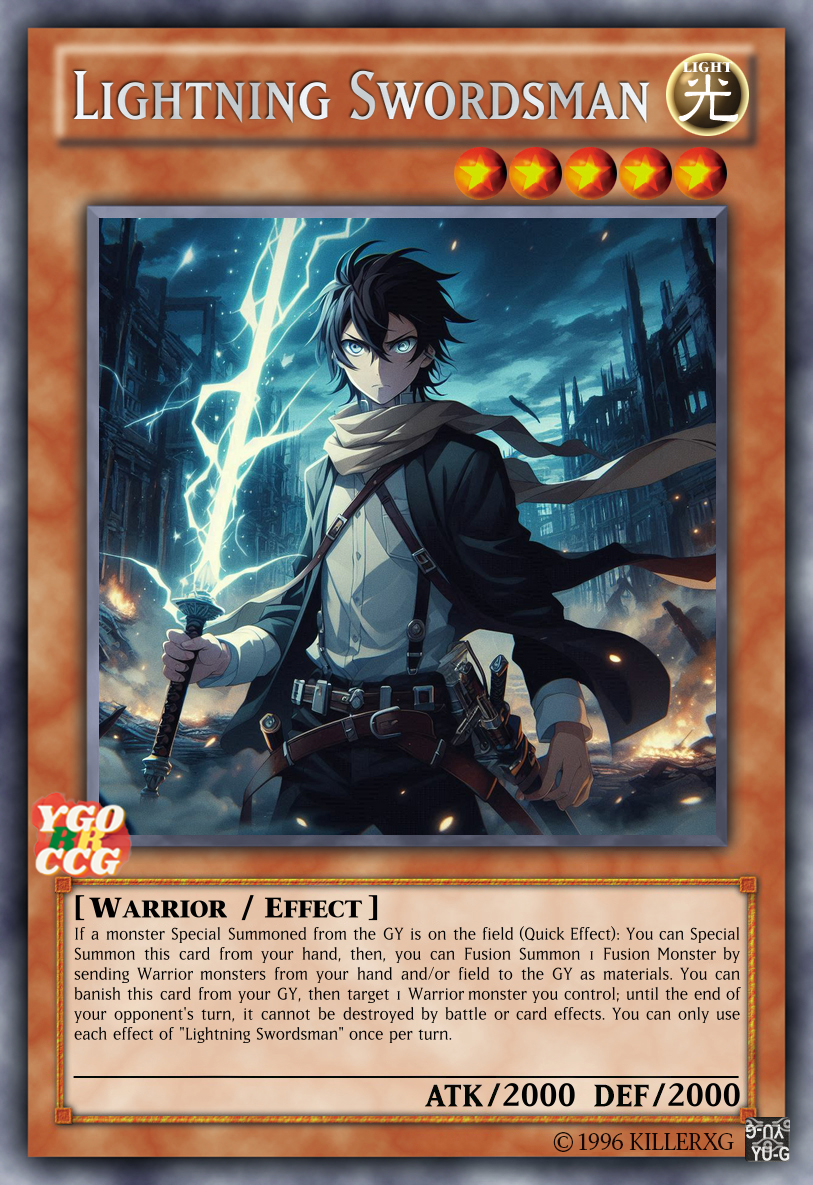 Lightning Swordsman
LIGHT
光
YGO
BR
CCG
[ Warrior / Effect ]
If a monster Special Summoned from the GY is on the field (Quick Effect): You can Special
Summon this card from your hand, then, you can Fusion Summon 1 Fusion Monster by
sending Warrior monsters from your hand and/or field to the GY as materials. You can
banish this card from your GY, then target 1 Warrior monster you control; until the end of
your opponent's turn, it cannot be destroyed by battle or card effects. You can only use
each effect of "Lightning Swordsman" once per turn.
ATK/2000 DEF/2000
© 1996 KILLERXG
YU-G